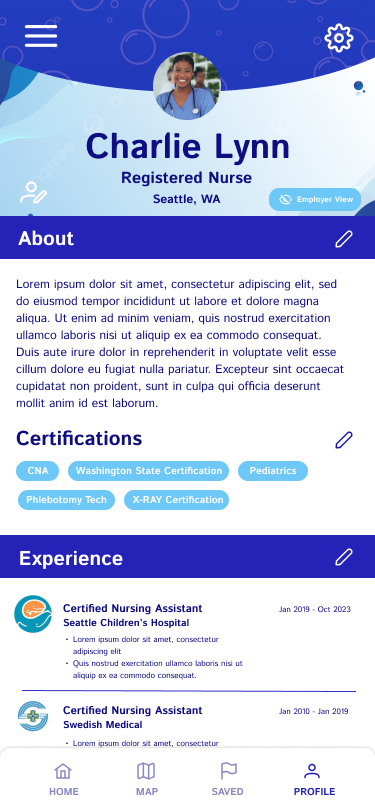 Charlie Lynn
Registered Nurse
Seattle, WA
Employer View
About
Lorem ipsum dolor sit amet, consectetur adipiscing elit, sed
do eiusmod tempor incididunt ut labore et dolore magna
aliqua. Ut enim ad minim veniam, quis nostrud exercitation
ullamco laboris nisi ut aliquip ex ea commodo consequat.
Duis aute irure dolor in reprehenderit in voluptate velit esse
cillum dolore eu fugiat nulla pariatur. Excepteur sint occaecat
cupidatat non proident, sunt in culpa qui officia deserunt
mollit anim id est laborum.
Certifications
CNA Washington State Certification Pediatrics
Phlebotomy Tech X-RAY Certification
Experience
Certified Nursing Assistant Jan 2019 - Oct 2023
Seattle Children's Hospital
• Lorem ipsum dolor sit amet, consectetur
adipiscing elit
• Quis nostrud exercitation ullamco laboris nisi ut
aliquip ex ea commodo consequat.
Certified Nursing Assistant Jan 2010 - Jan 2019
Swedish Medical
• Lorem ipsum dolor sit amet, consectetur
HOME MAP SAVED PROFILE